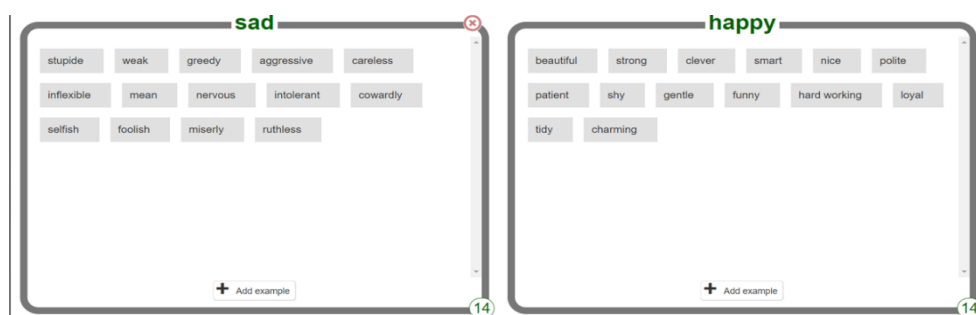 sad
stupide weak greedy aggressive careless
inflexible mean nervous intolerant cowardly
selfish foolish miserly ruthless
+ Add example
14
happy
beautiful strong clever smart nice polite
patient shy gentle funny hard working loyal
tidy charming
+ Add example
14